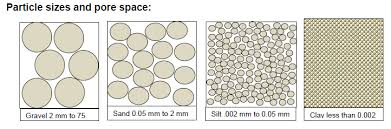 Particle sizes and pore space:
Gravel 2 mm to 75
Sand 0.05 mm to 2 mm
Silt .002 mm to 0.05 mm
Clay less than 0.002